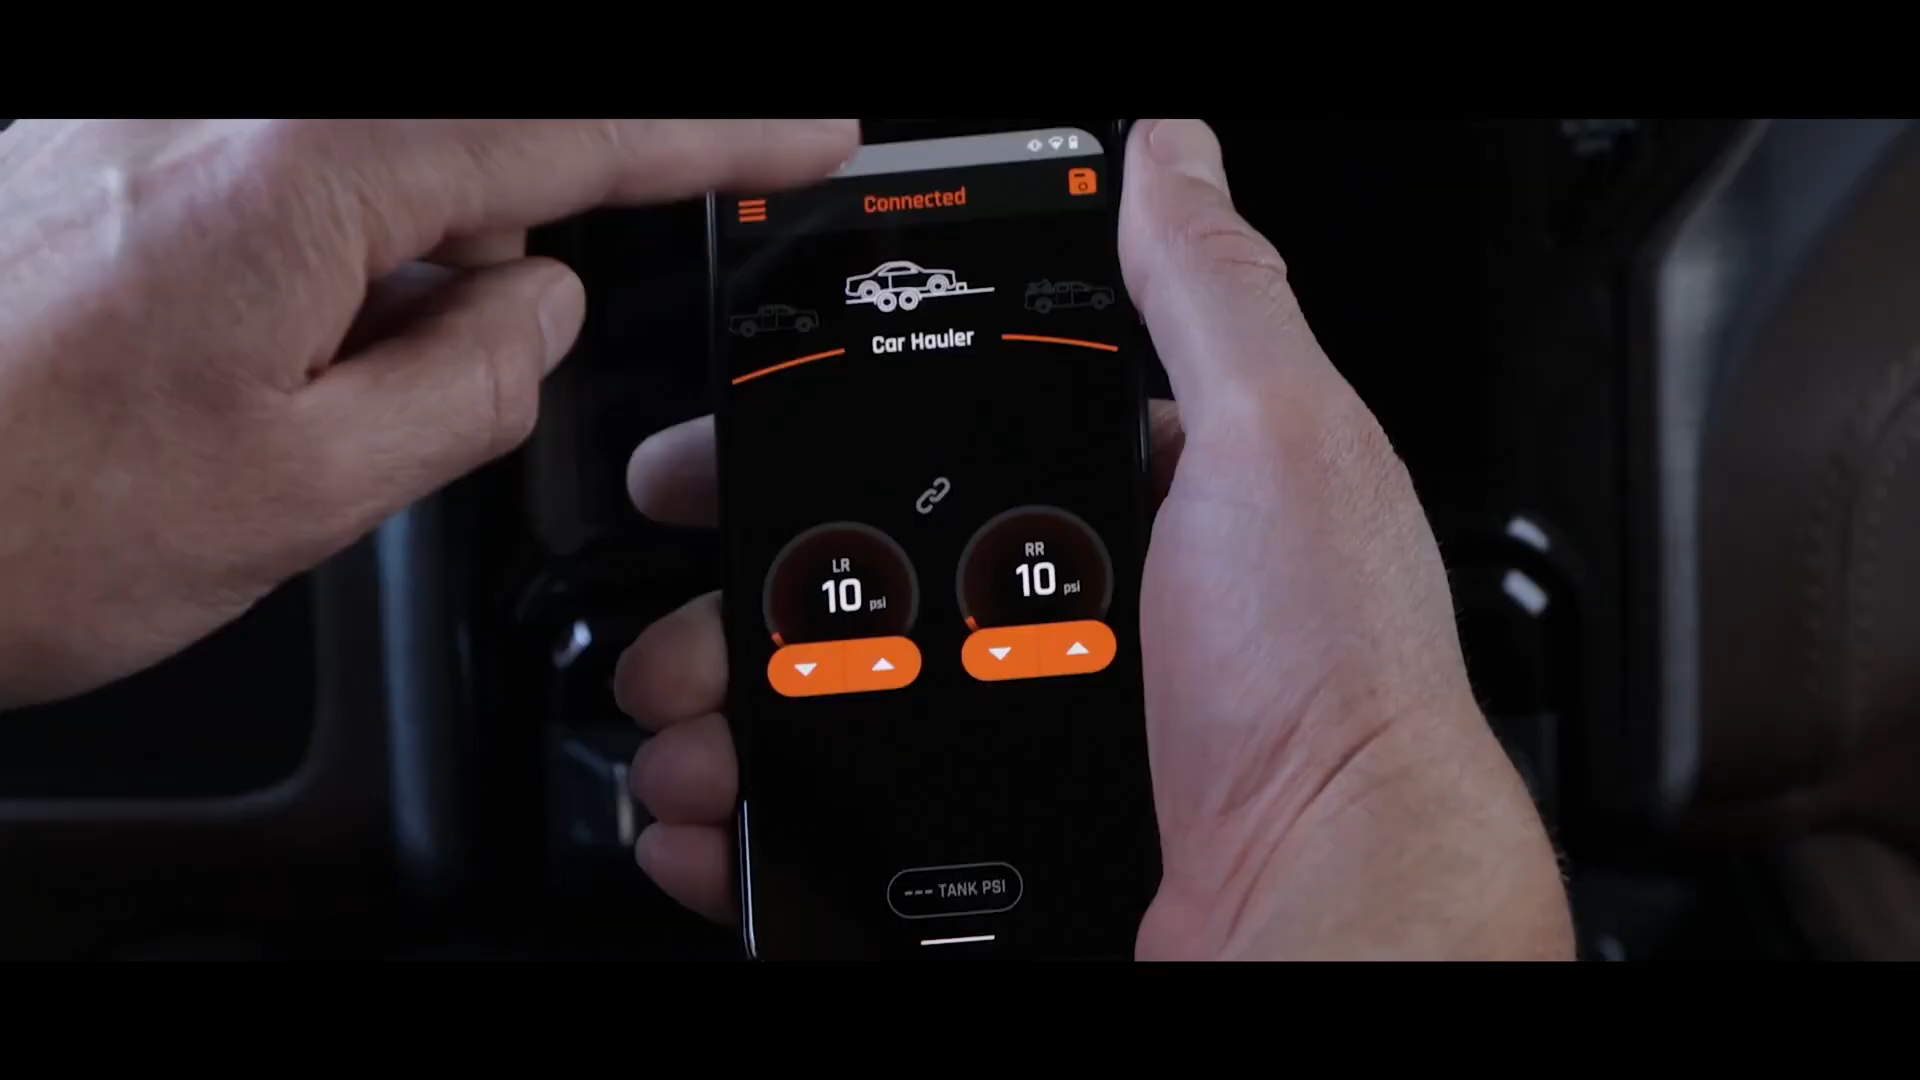 Connected
Car Hauler
LR
10 psi
RR
10 psi
--- TANK PSI